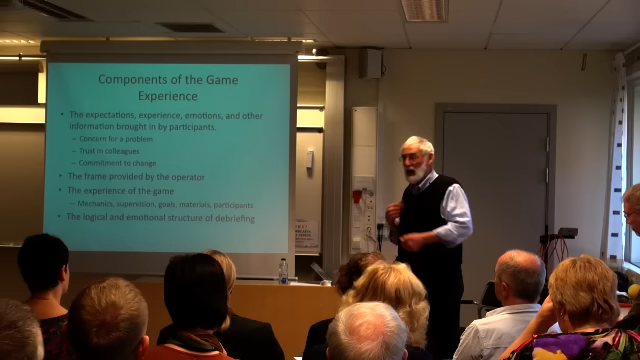 Components of the Game
Experience
• The expectations, experience, emotions, and other
information brought in by participants.
– Concern for a problem
– Trust in colleagues
– Commitment to change
• The frame provided by the operator
• The experience of the game
– Mechanics, supervision, goals, materials, participants
• The logical and emotional structure of debriefing